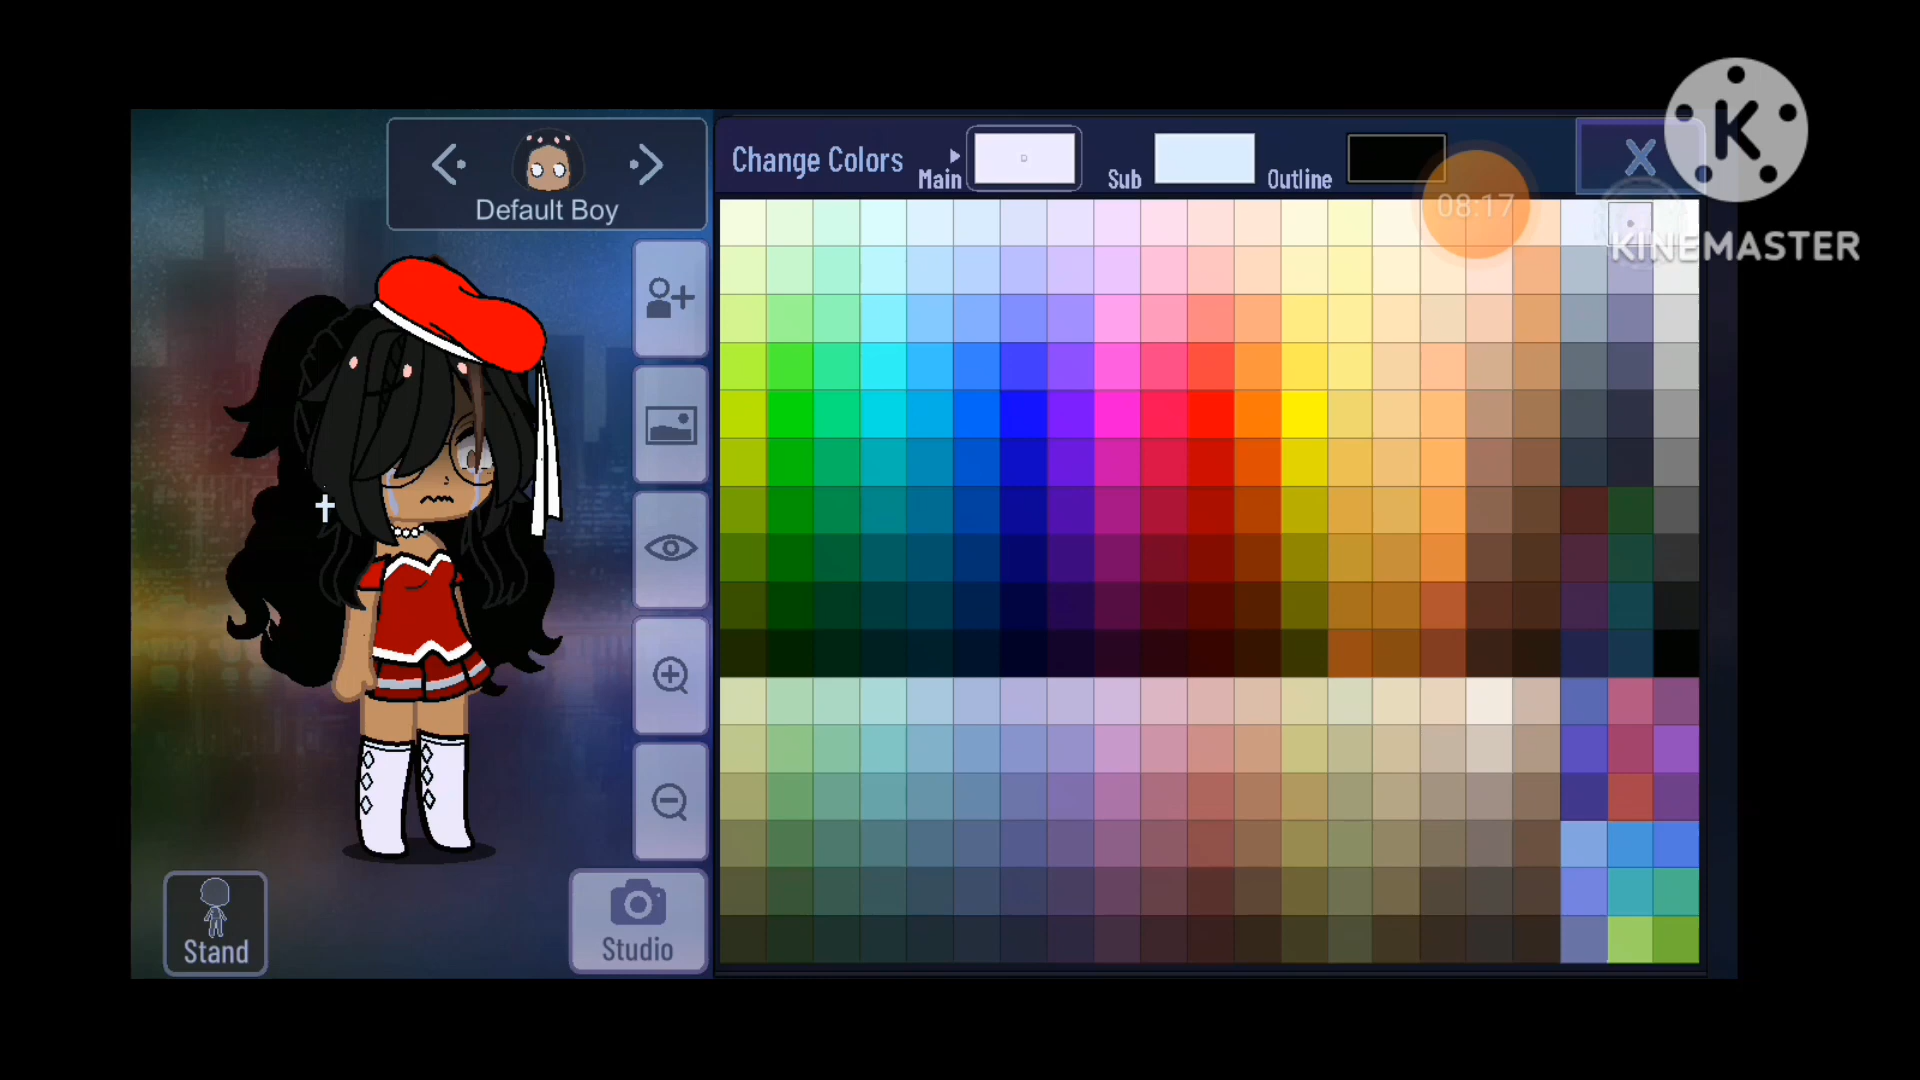 Change Colors
Main
Sub
Outline
X
K
KINEMASTER
08:17
Default Boy
Stand
Studio